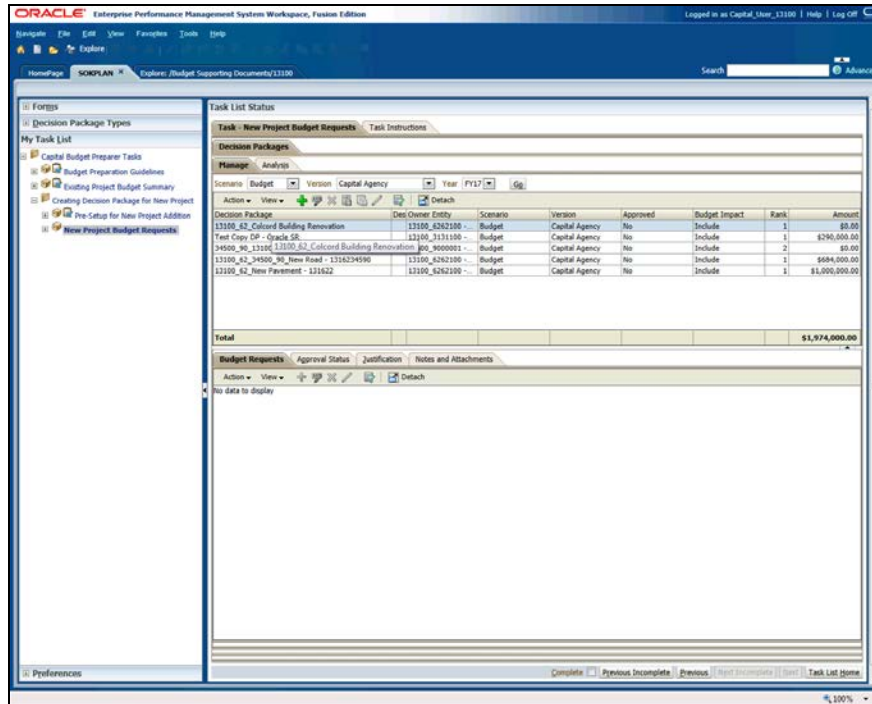 ORACLE Enterprise Performance Management System Workspace, Fusion Edition
Logged in as Capital_User_13100 | Help | Log Off
Navigate File Edit View Favorites Tools Help
Explore
HomePage SOKPLAN × Explore: /Budget Supporting Documents/13100
Search Advanc
Forms
Decision Package Types
My Task List
Capital Budget Preparer Tasks
Budget Preparation Guidelines
Existing Project Budget Summary
Creating Decision Package for New Project
Pre-Setup for New Project Addition
New Project Budget Requests
Preferences
Task List Status
Task - New Project Budget Requests Task Instructions
Decision Packages
Manage Analysis
Scenario Budget Version Capital Agency Year FY17 Go
Action View Detach
Decision Package Des Owner Entity Scenario Version Approved Budget Impact Rank Amount
13100_62_Colcord Building Renovation 13100_6262100 -... Budget Capital Agency No Include 1 $0.00
Test Copy DP - Oracle SR 13100_3131100 -... Budget Capital Agency No Include 1 $290,000.00
34500_90_13100 00_9000001 -... Budget Capital Agency No Include 2 $0.00
13100_62_Colcord Building Renovation
13100_62_34500_90_New Road - 1316234590 13100_6262100 -... Budget Capital Agency No Include 1 $684,000.00
13100_62_New Pavement - 131622 13100_6262100 -... Budget Capital Agency No Include 1 $1,000,000.00
Total $1,974,000.00
Budget Requests Approval Status Justification Notes and Attachments
Action View Detach
No data to display
Complete Previous Incomplete Previous Next Incomplete Next Task List Home
100%